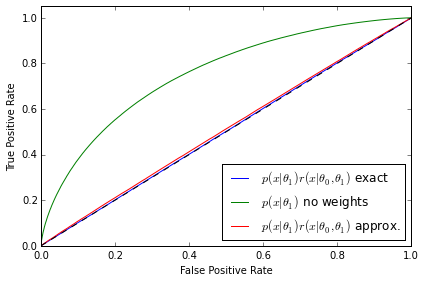 1.0
0.8
0.6
0.4
0.2
0.0
True Positive Rate
p(x|θ₁)r(x|θ₀,θ₁) exact
p(x|θ₁) no weights
p(x|θ₁)r(x|θ₀,θ₁) approx.
0.0 0.2 0.4 0.6 0.8 1.0
False Positive Rate